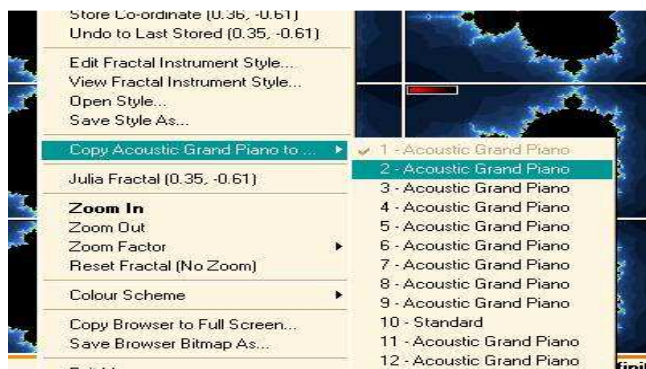 Store Co-ordinate (0.36, -0.61)
Undo to Last Stored (0.35, -0.61)
Edit Fractal Instrument Style...
View Fractal Instrument Style...
Open Style...
Save Style As...
Copy Acoustic Grand Piano to ...
Julia Fractal (0.35, -0.61)
Zoom In
Zoom Out
Zoom Factor
Reset Fractal (No Zoom)
Colour Scheme
Copy Browser to Full Screen...
Save Browser Bitmap As...
1 - Acoustic Grand Piano
2 - Acoustic Grand Piano
3 - Acoustic Grand Piano
4 - Acoustic Grand Piano
5 - Acoustic Grand Piano
6 - Acoustic Grand Piano
7 - Acoustic Grand Piano
8 - Acoustic Grand Piano
9 - Acoustic Grand Piano
10 - Standard
11 - Acoustic Grand Piano
12 - Acoustic Grand Piano